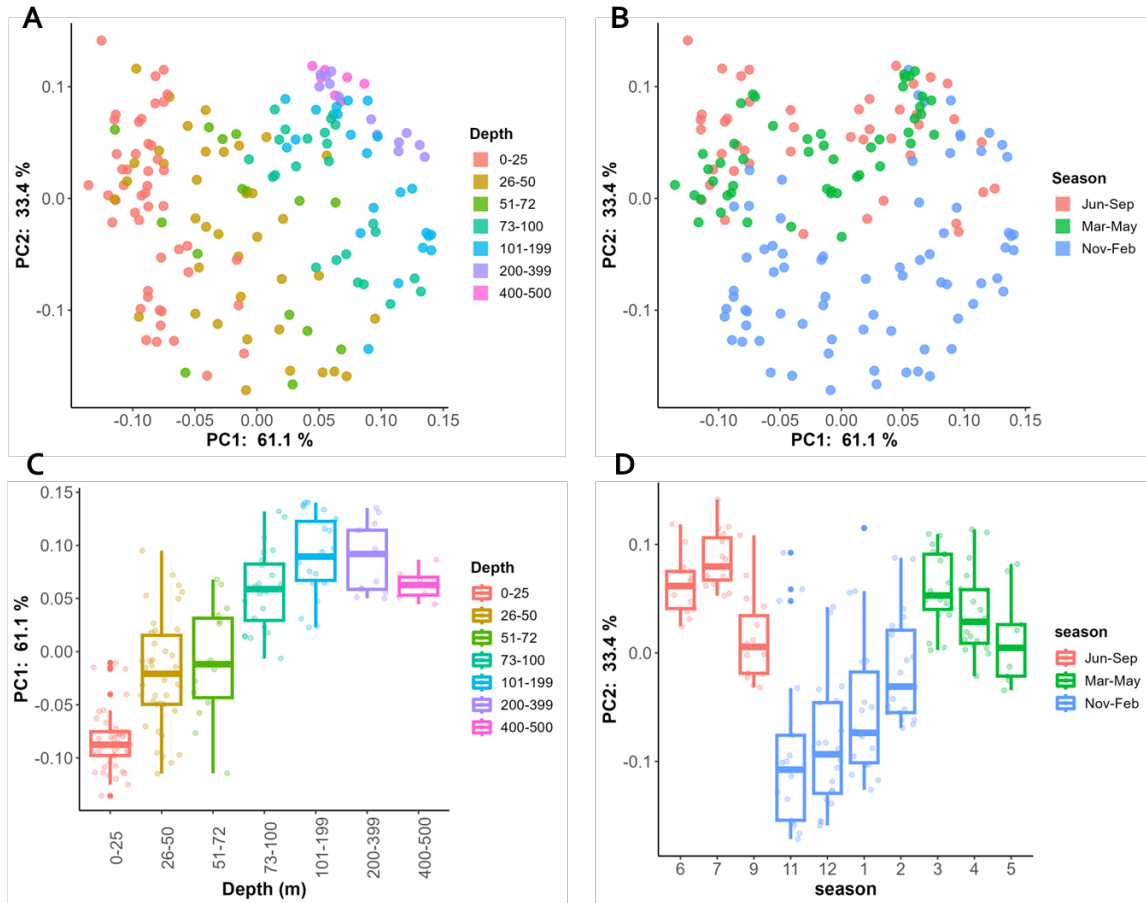 A
0.1
0.0
-0.1
PC2: 33.4 %
-0.10
-0.05
0.00
0.05
0.10
0.15
PC1: 61.1 %
Depth
0-25
26-50
51-72
73-100
101-199
200-399
400-500
B
0.1
0.0
-0.1
PC2: 33.4 %
-0.10
-0.05
0.00
0.05
0.10
0.15
PC1: 61.1 %
Season
Jun-Sep
Mar-May
Nov-Feb
C
0.15
0.10
0.05
0.00
-0.05
-0.10
PC1: 61.1 %
0-25
26-50
51-72
73-100
101-199
200-399
400-500
Depth (m)
Depth
0-25
26-50
51-72
73-100
101-199
200-399
400-500
D
0.1
0.0
-0.1
PC2: 33.4 %
6
7
9
11
12
1
2
3
4
5
season
season
Jun-Sep
Mar-May
Nov-Feb